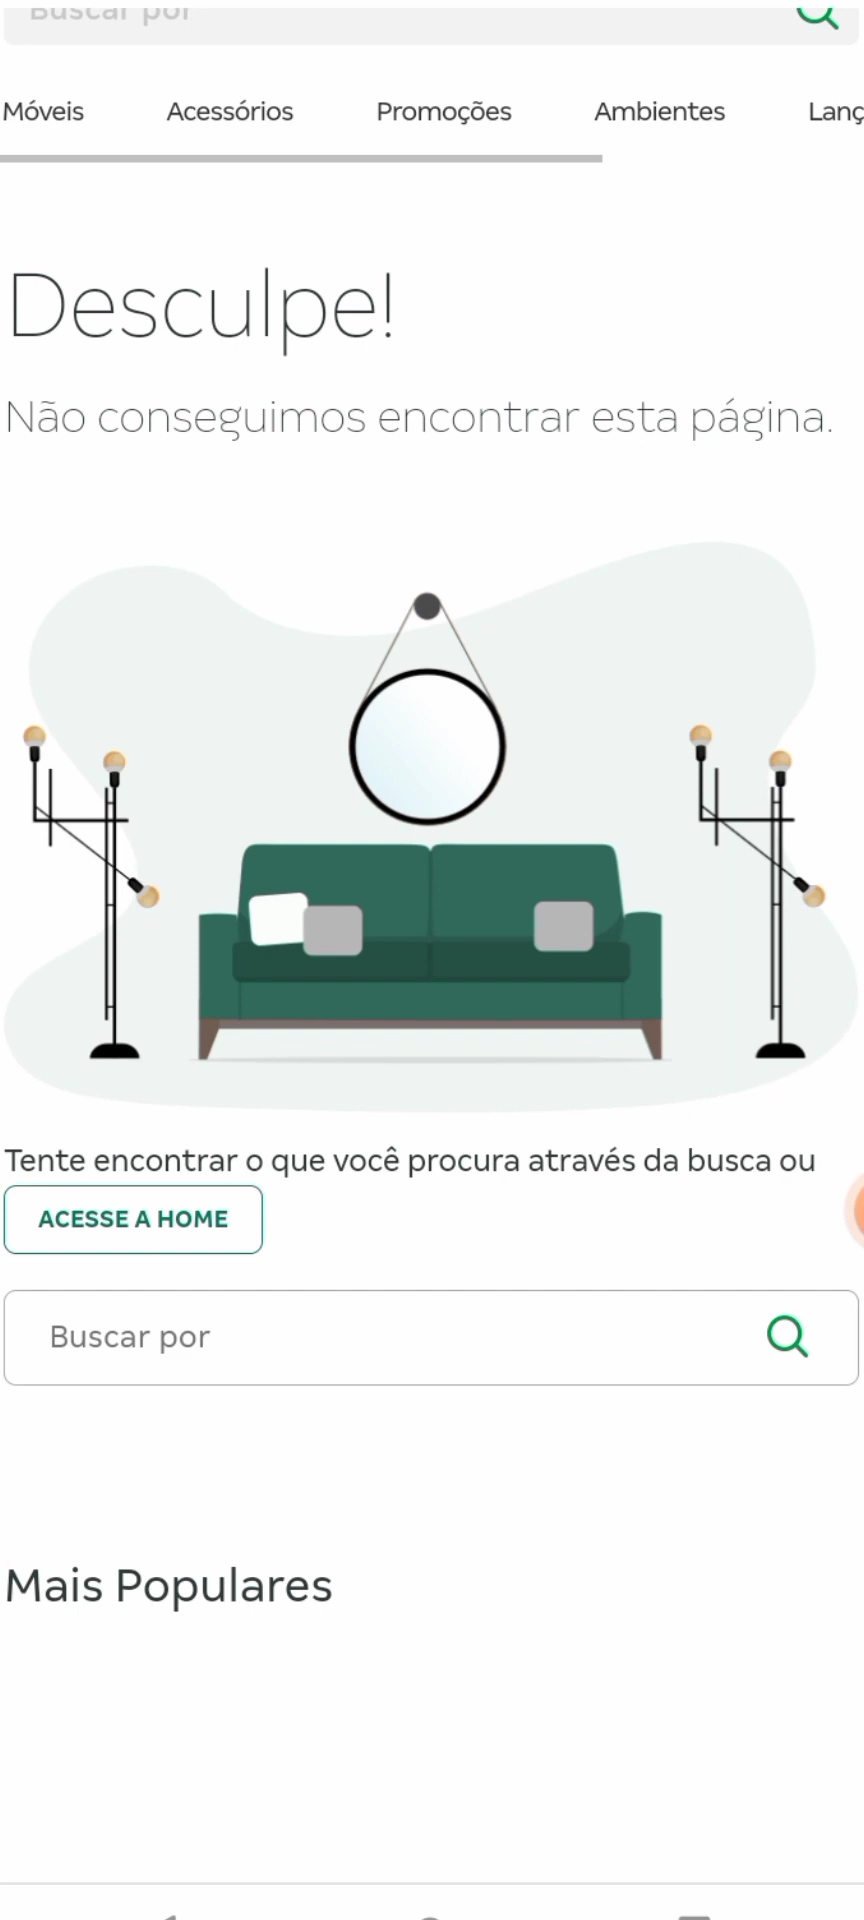 Buscar por
Móveis Acessórios Promoções Ambientes Lanç
Desculpe!
Não conseguimos encontrar esta página.
Tente encontrar o que você procura através da busca ou
ACESSE A HOME
Buscar por
Mais Populares